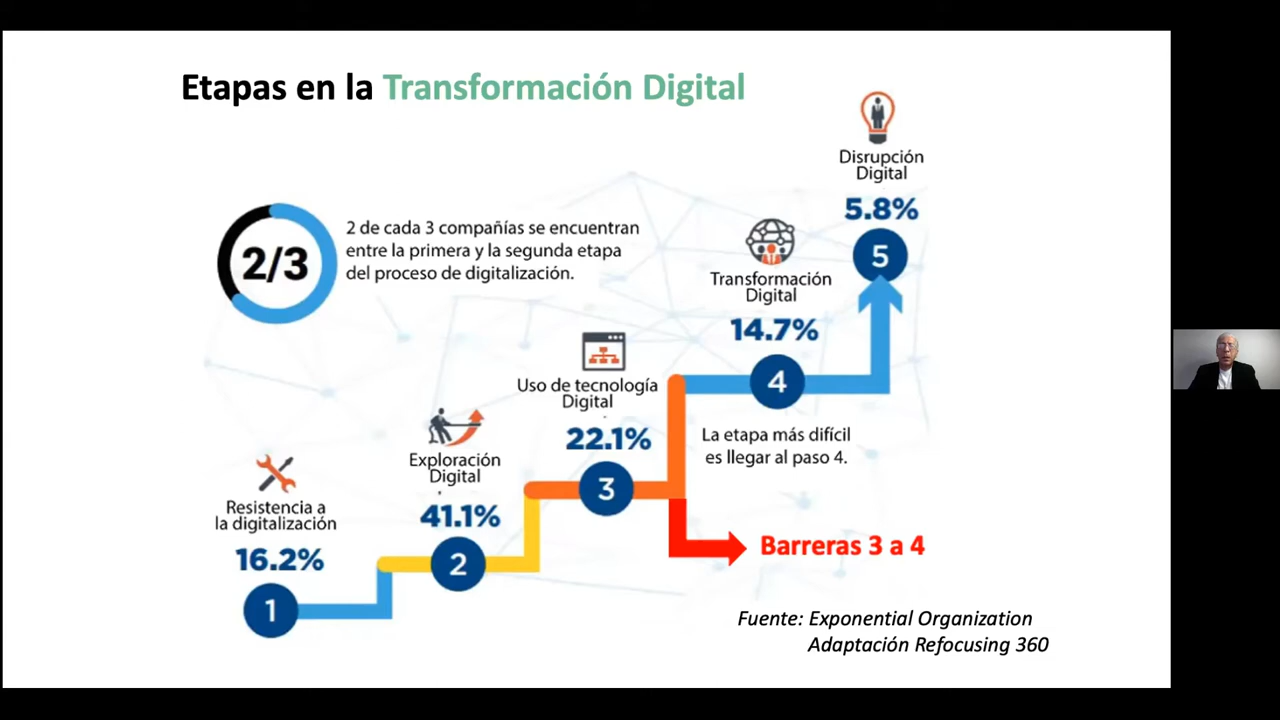 Etapas en la Transformación Digital
2/3
2 de cada 3 compañías se encuentran
entre la primera y la segunda etapa
del proceso de digitalización.
Resistencia a
la digitalización
16.2%
1
Exploración
Digital
41.1%
2
Uso de tecnología
Digital
22.1%
3
Transformación
Digital
14.7%
4
La etapa más difícil
es llegar al paso 4.
Disrupción
Digital
5.8%
5
Barreras 3 a 4
Fuente: Exponential Organization
Adaptación Refocusing 360